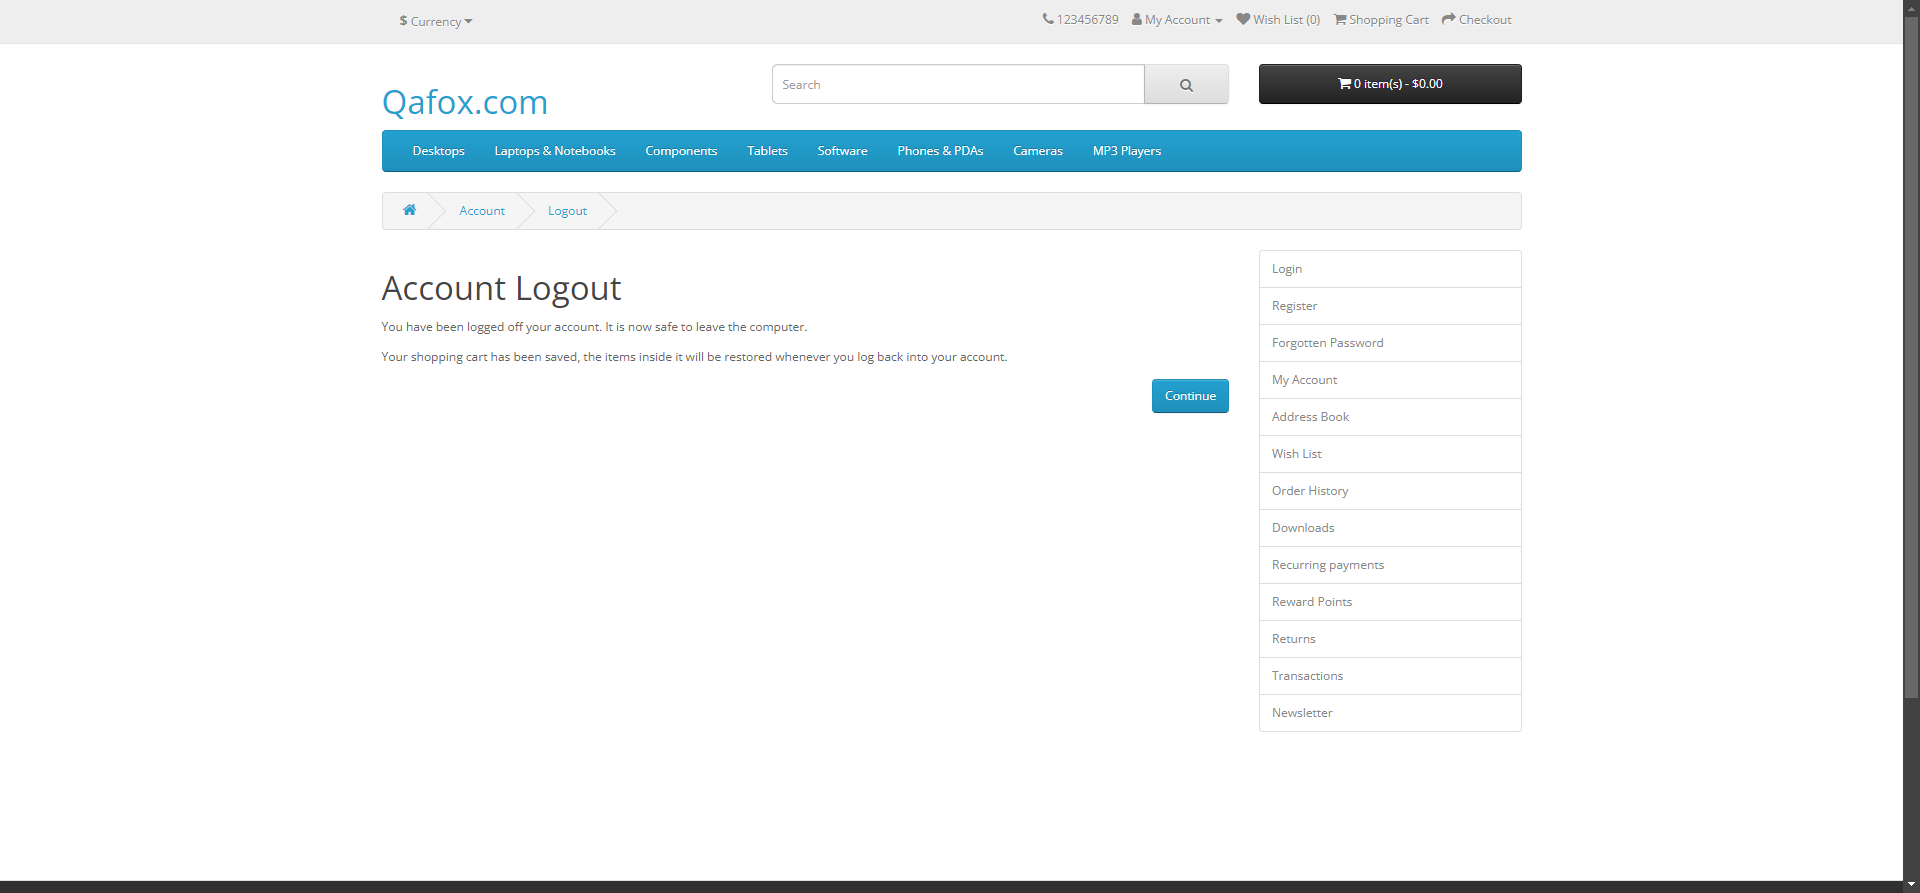 $ Currency
123456789 My Account Wish List (0) Shopping Cart Checkout
Qafox.com
Search
0 item(s) - $0.00
Desktops Laptops & Notebooks Components Tablets Software Phones & PDAs Cameras MP3 Players
Account Logout
Account Logout
You have been logged off your account. It is now safe to leave the computer.
Your shopping cart has been saved, the items inside it will be restored whenever you log back into your account.
Continue
Login
Register
Forgotten Password
My Account
Address Book
Wish List
Order History
Downloads
Recurring payments
Reward Points
Returns
Transactions
Newsletter